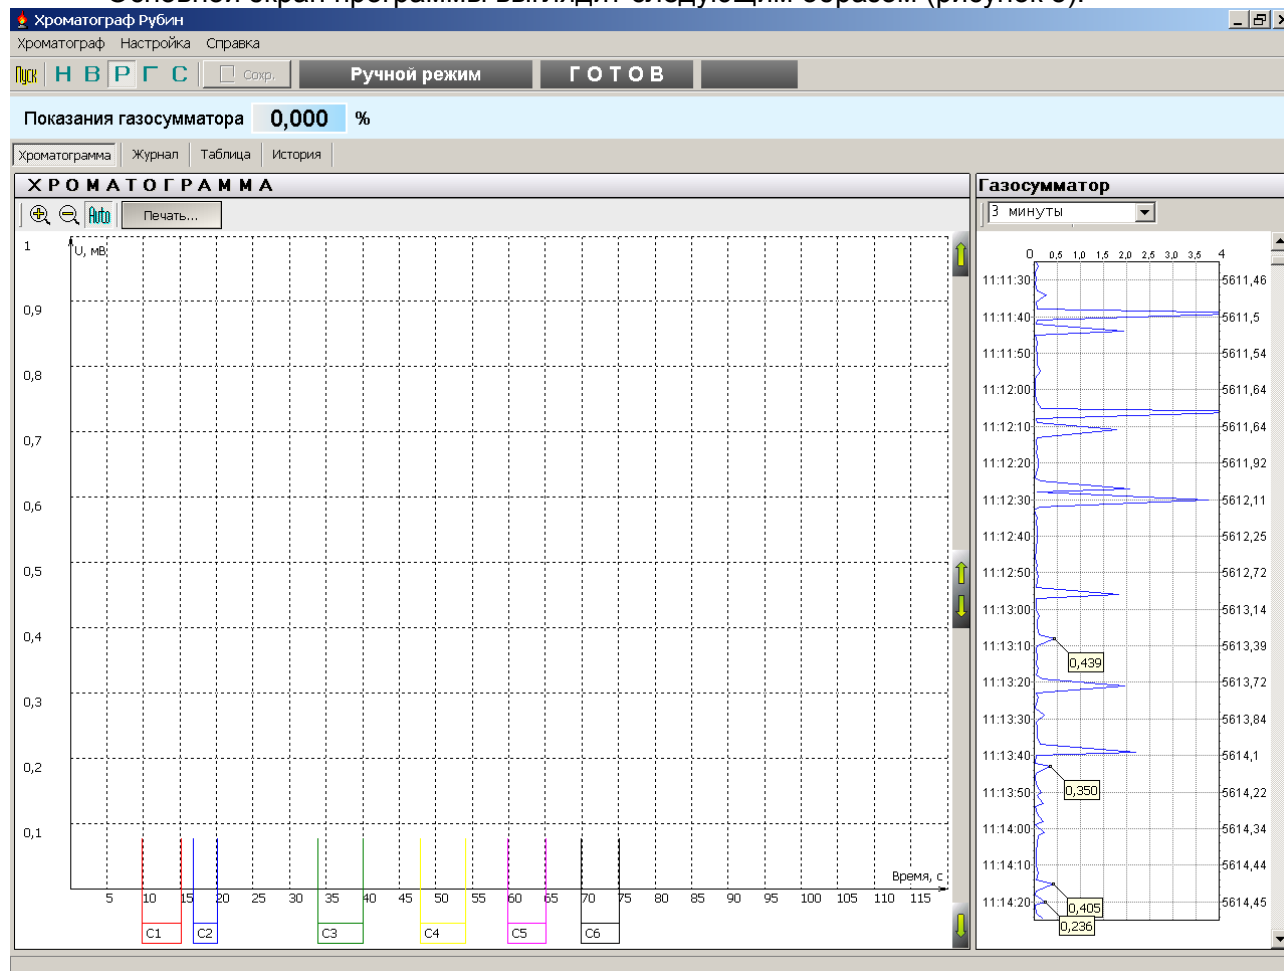 Основной экран программы выглядит следующим образом (рисунок 3).
Хроматограф Рубин
Хроматограф Настройка Справка
Пуск Н В Р Г С Сохр. Ручной режим ГОТОВ
Показания газосумматора 0,000 %
Хроматограмма Журнал Таблица История
ХРОМАТОГРАММА
Auto Печать...
U, мВ
1
0,9
0,8
0,7
0,6
0,5
0,4
0,3
0,2
0,1
Время, с
5 10 15 20 25 30 35 40 45 50 55 60 65 70 75 80 85 90 95 100 105 110 115
C1 C2 C3 C4 C5 C6
Газосумматор
3 минуты
0 0,5 1,0 1,5 2,0 2,5 3,0 3,5 4
11:11:30 5611,46
11:11:40 5611,5
11:11:50 5611,54
11:12:00 5611,64
11:12:10 5611,64
11:12:20 5611,92
11:12:30 5612,11
11:12:40 5612,25
11:12:50 5612,72
11:13:00 5613,14
11:13:10 5613,39
0,439
11:13:20 5613,72
11:13:30 5613,84
11:13:40 5614,1
11:13:50 0,350 5614,22
11:14:00 5614,34
11:14:10 5614,44
11:14:20 0,405 5614,45
0,236